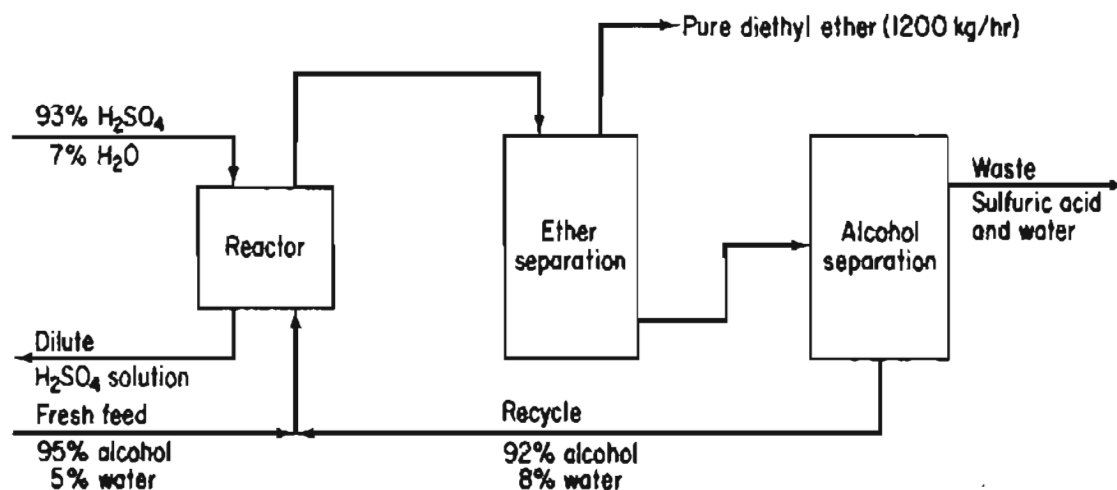 Pure diethyl ether (1200 kg/hr)
93% H₂SO₄
7% H₂O
Reactor
Ether
separation
Alcohol
separation
Waste
Sulfuric acid
and water
Dilute
H₂SO₄ solution
Fresh feed
95% alcohol
5% water
Recycle
92% alcohol
8% water